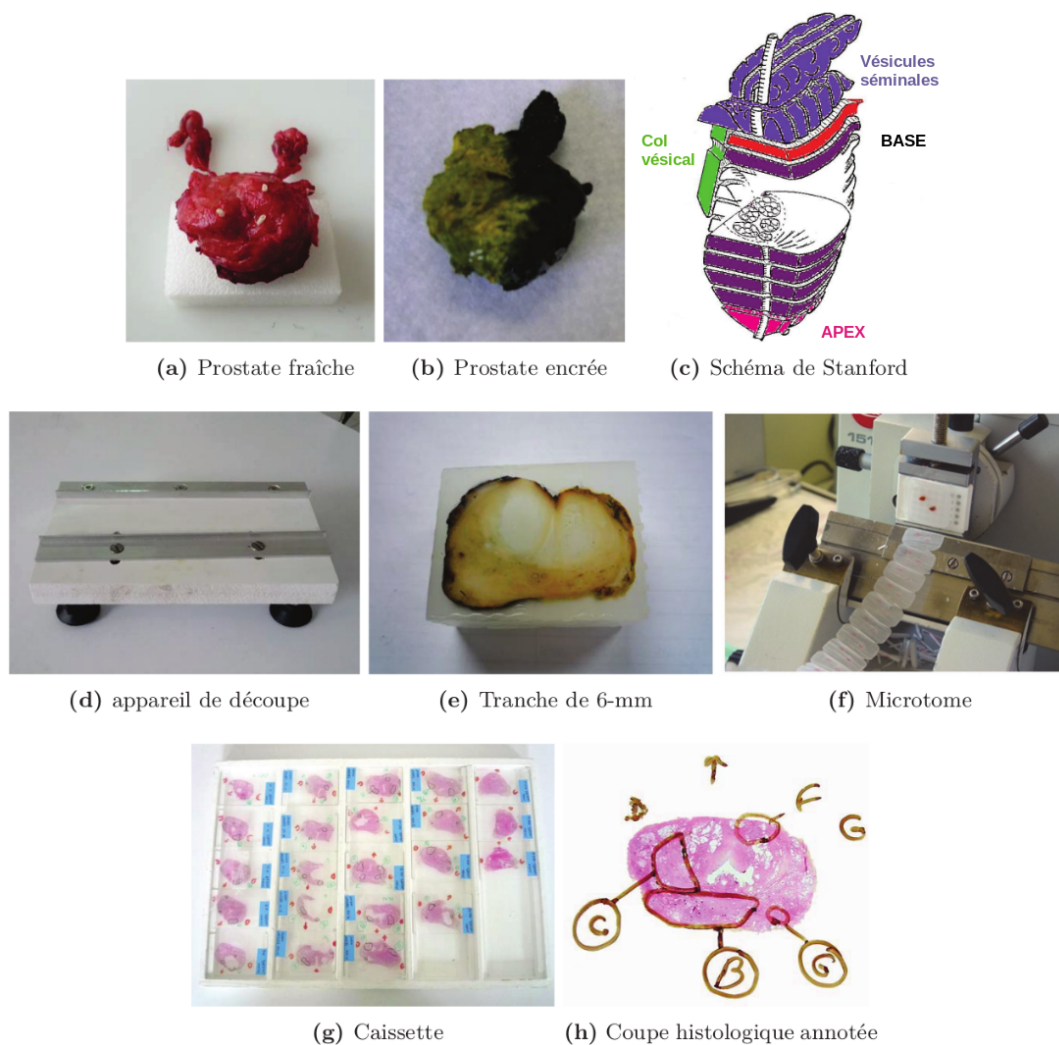 Vésicules
séminales
Col
vésical
BASE
APEX
(a) Prostate fraîche
(b) Prostate encrée
(c) Schéma de Stanford
151
(d) appareil de découpe
(e) Tranche de 6-mm
(f) Microtome
T
D
E
G
C
B
G
(g) Caissette
(h) Coupe histologique annotée